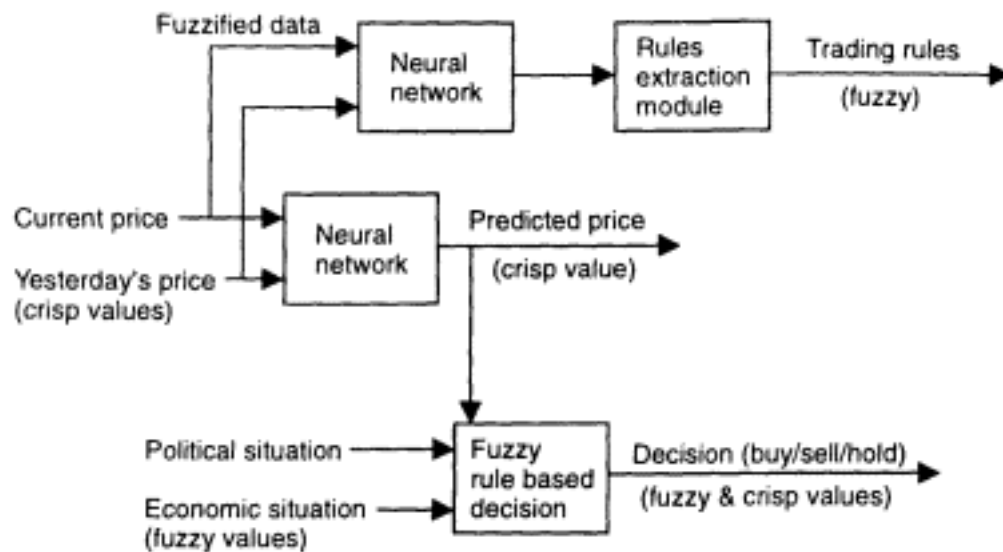 Fuzzified data
Neural
network
Rules
extraction
module
Trading rules
(fuzzy)
Current price
Yesterday's price
(crisp values)
Neural
network
Predicted price
(crisp value)
Political situation
Economic situation
(fuzzy values)
Fuzzy
rule based
decision
Decision (buy/sell/hold)
(fuzzy & crisp values)